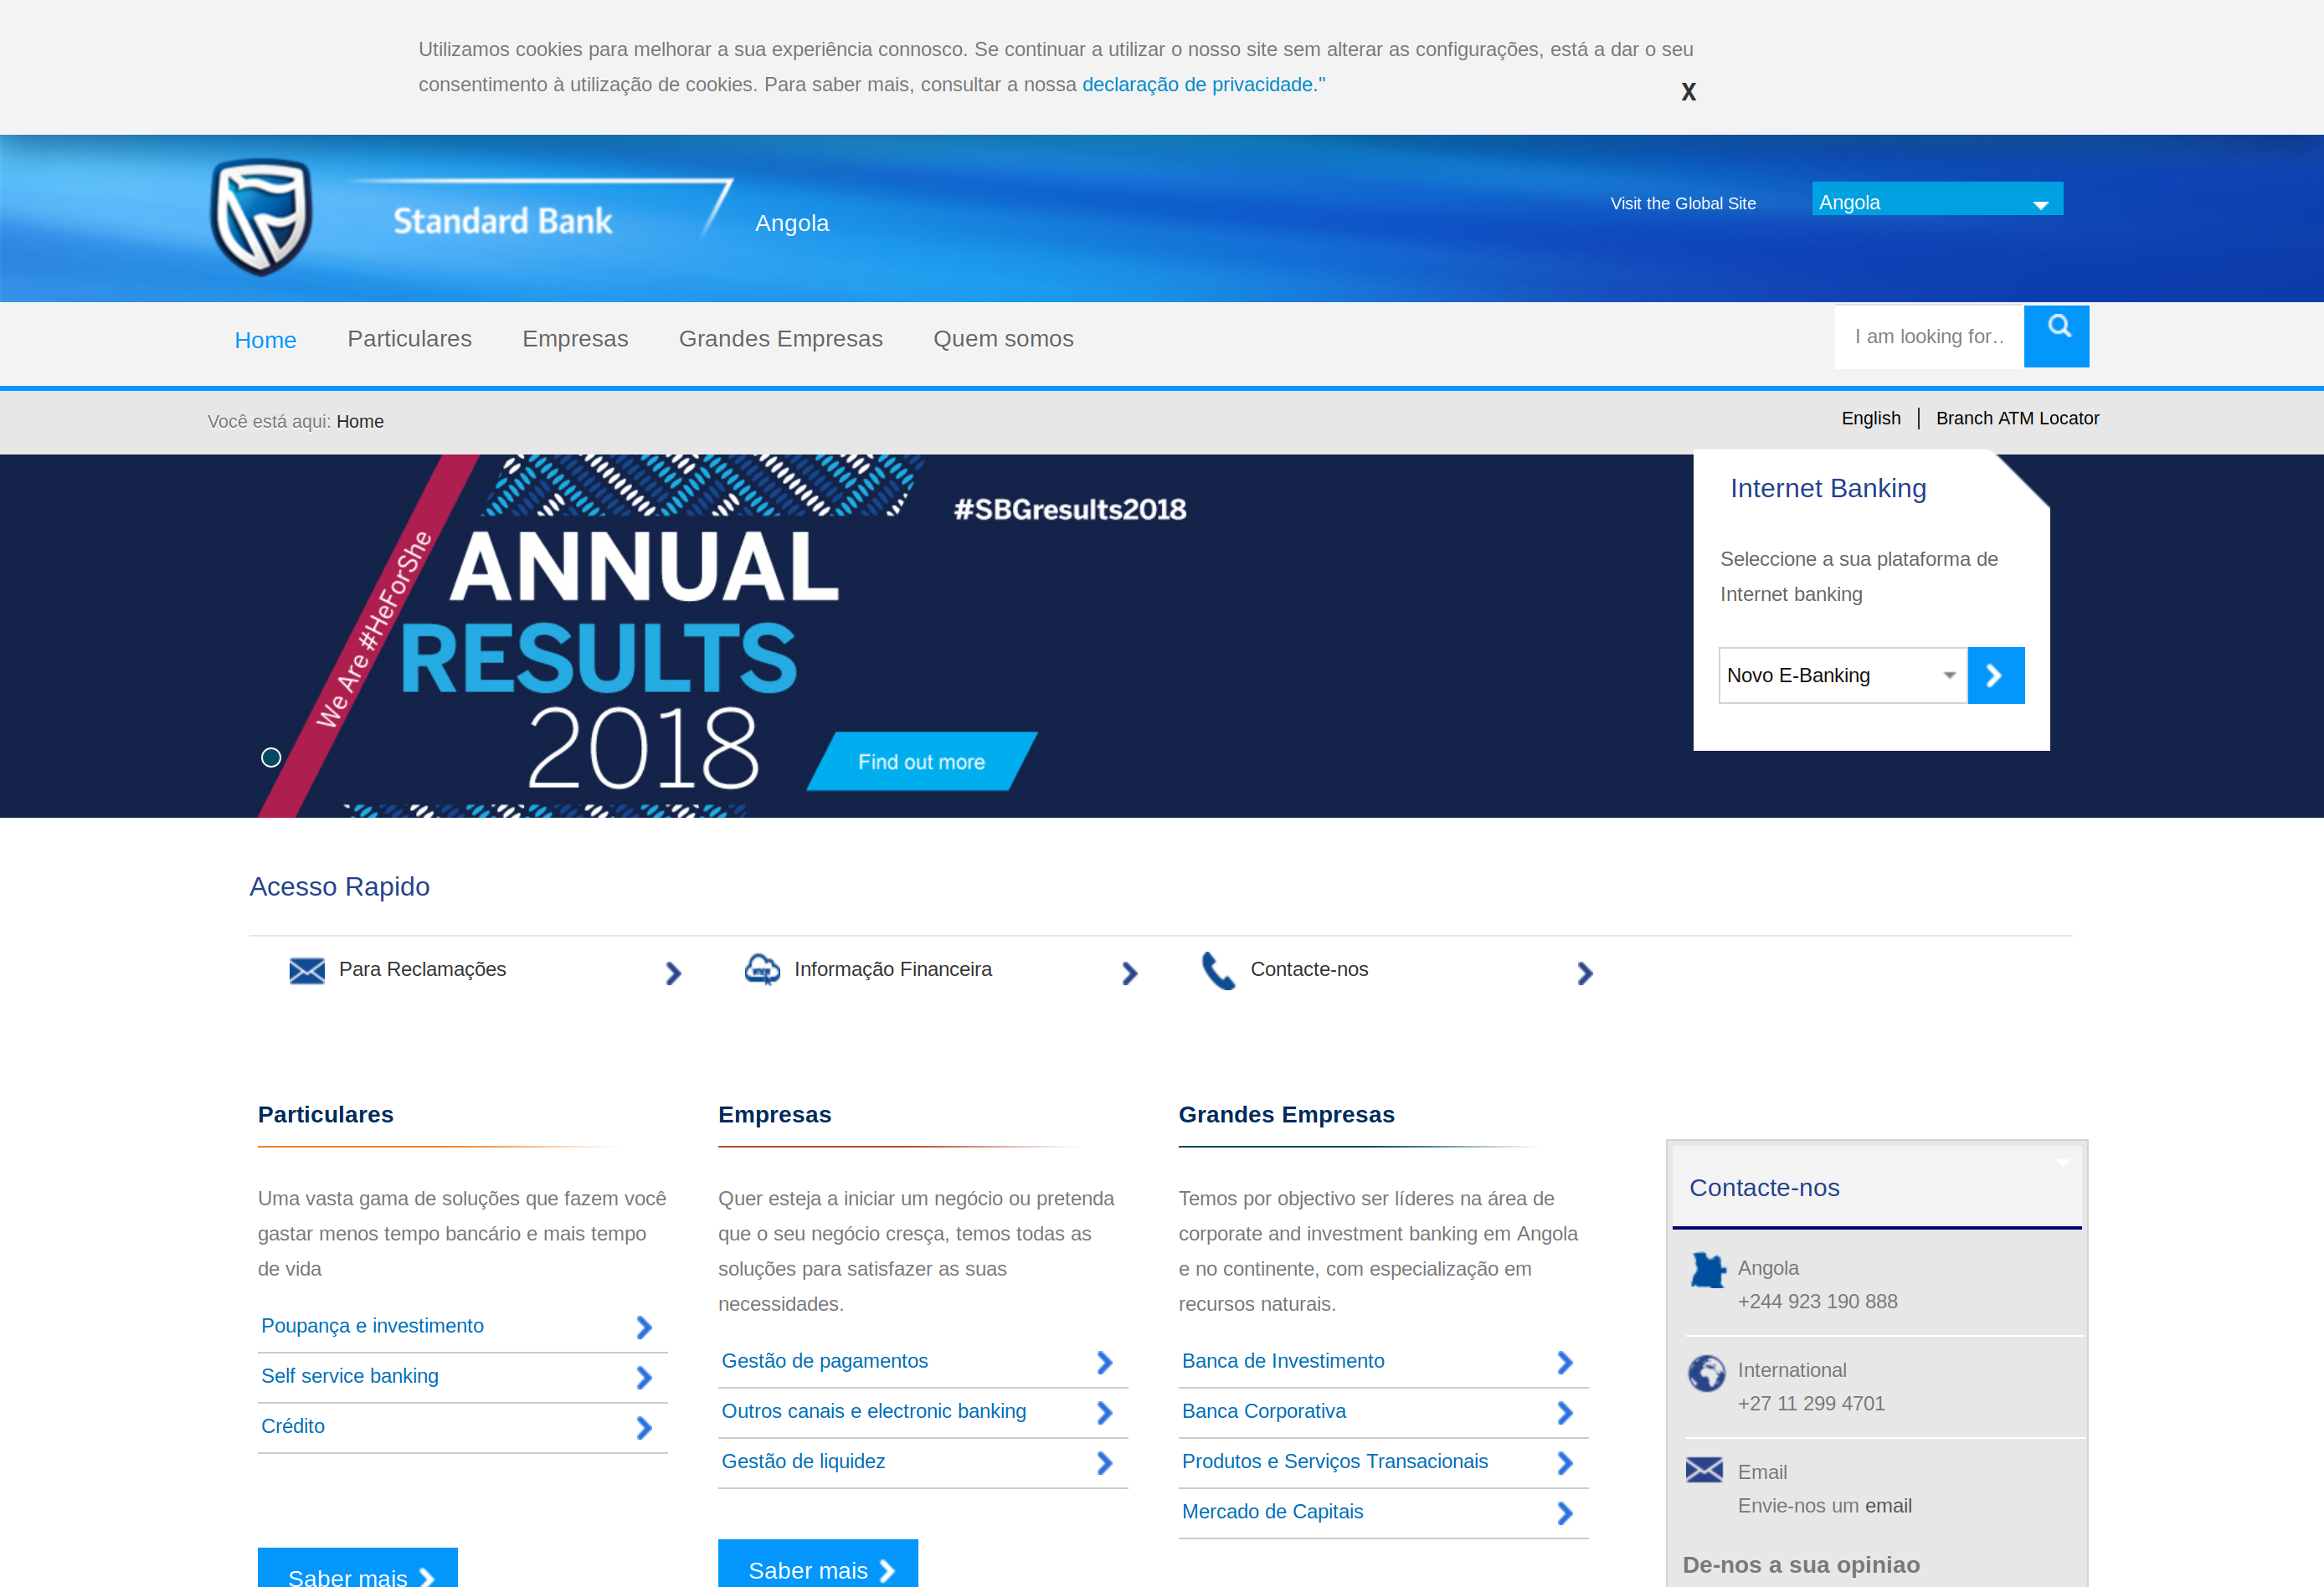 Utilizamos cookies para melhorar a sua experiência connosco. Se continuar a utilizar o nosso site sem alterar as configurações, está a dar o seu
consentimento à utilização de cookies. Para saber mais, consultar a nossa declaração de privacidade."
X
Standard Bank
Angola
Visit the Global Site
Angola
Home
Particulares
Empresas
Grandes Empresas
Quem somos
I am looking for..
Você está aqui: Home
English
Branch ATM Locator
We Are #HeForShe
#SBGresults2018
ANNUAL
RESULTS
2018
Find out more
Internet Banking
Seleccione a sua plataforma de
Internet banking
Novo E-Banking
Acesso Rapido
Para Reclamações
Informação Financeira
Contacte-nos
Particulares
Uma vasta gama de soluções que fazem você
gastar menos tempo bancário e mais tempo
de vida
Poupança e investimento
Self service banking
Crédito
Saber mais
Empresas
Quer esteja a iniciar um negócio ou pretenda
que o seu negócio cresça, temos todas as
soluções para satisfazer as suas
necessidades.
Gestão de pagamentos
Outros canais e electronic banking
Gestão de liquidez
Saber mais
Grandes Empresas
Temos por objectivo ser líderes na área de
corporate and investment banking em Angola
e no continente, com especialização em
recursos naturais.
Banca de Investimento
Banca Corporativa
Produtos e Serviços Transacionais
Mercado de Capitais
Contacte-nos
Angola
+244 923 190 888
International
+27 11 299 4701
Email
Envie-nos um email
De-nos a sua opiniao